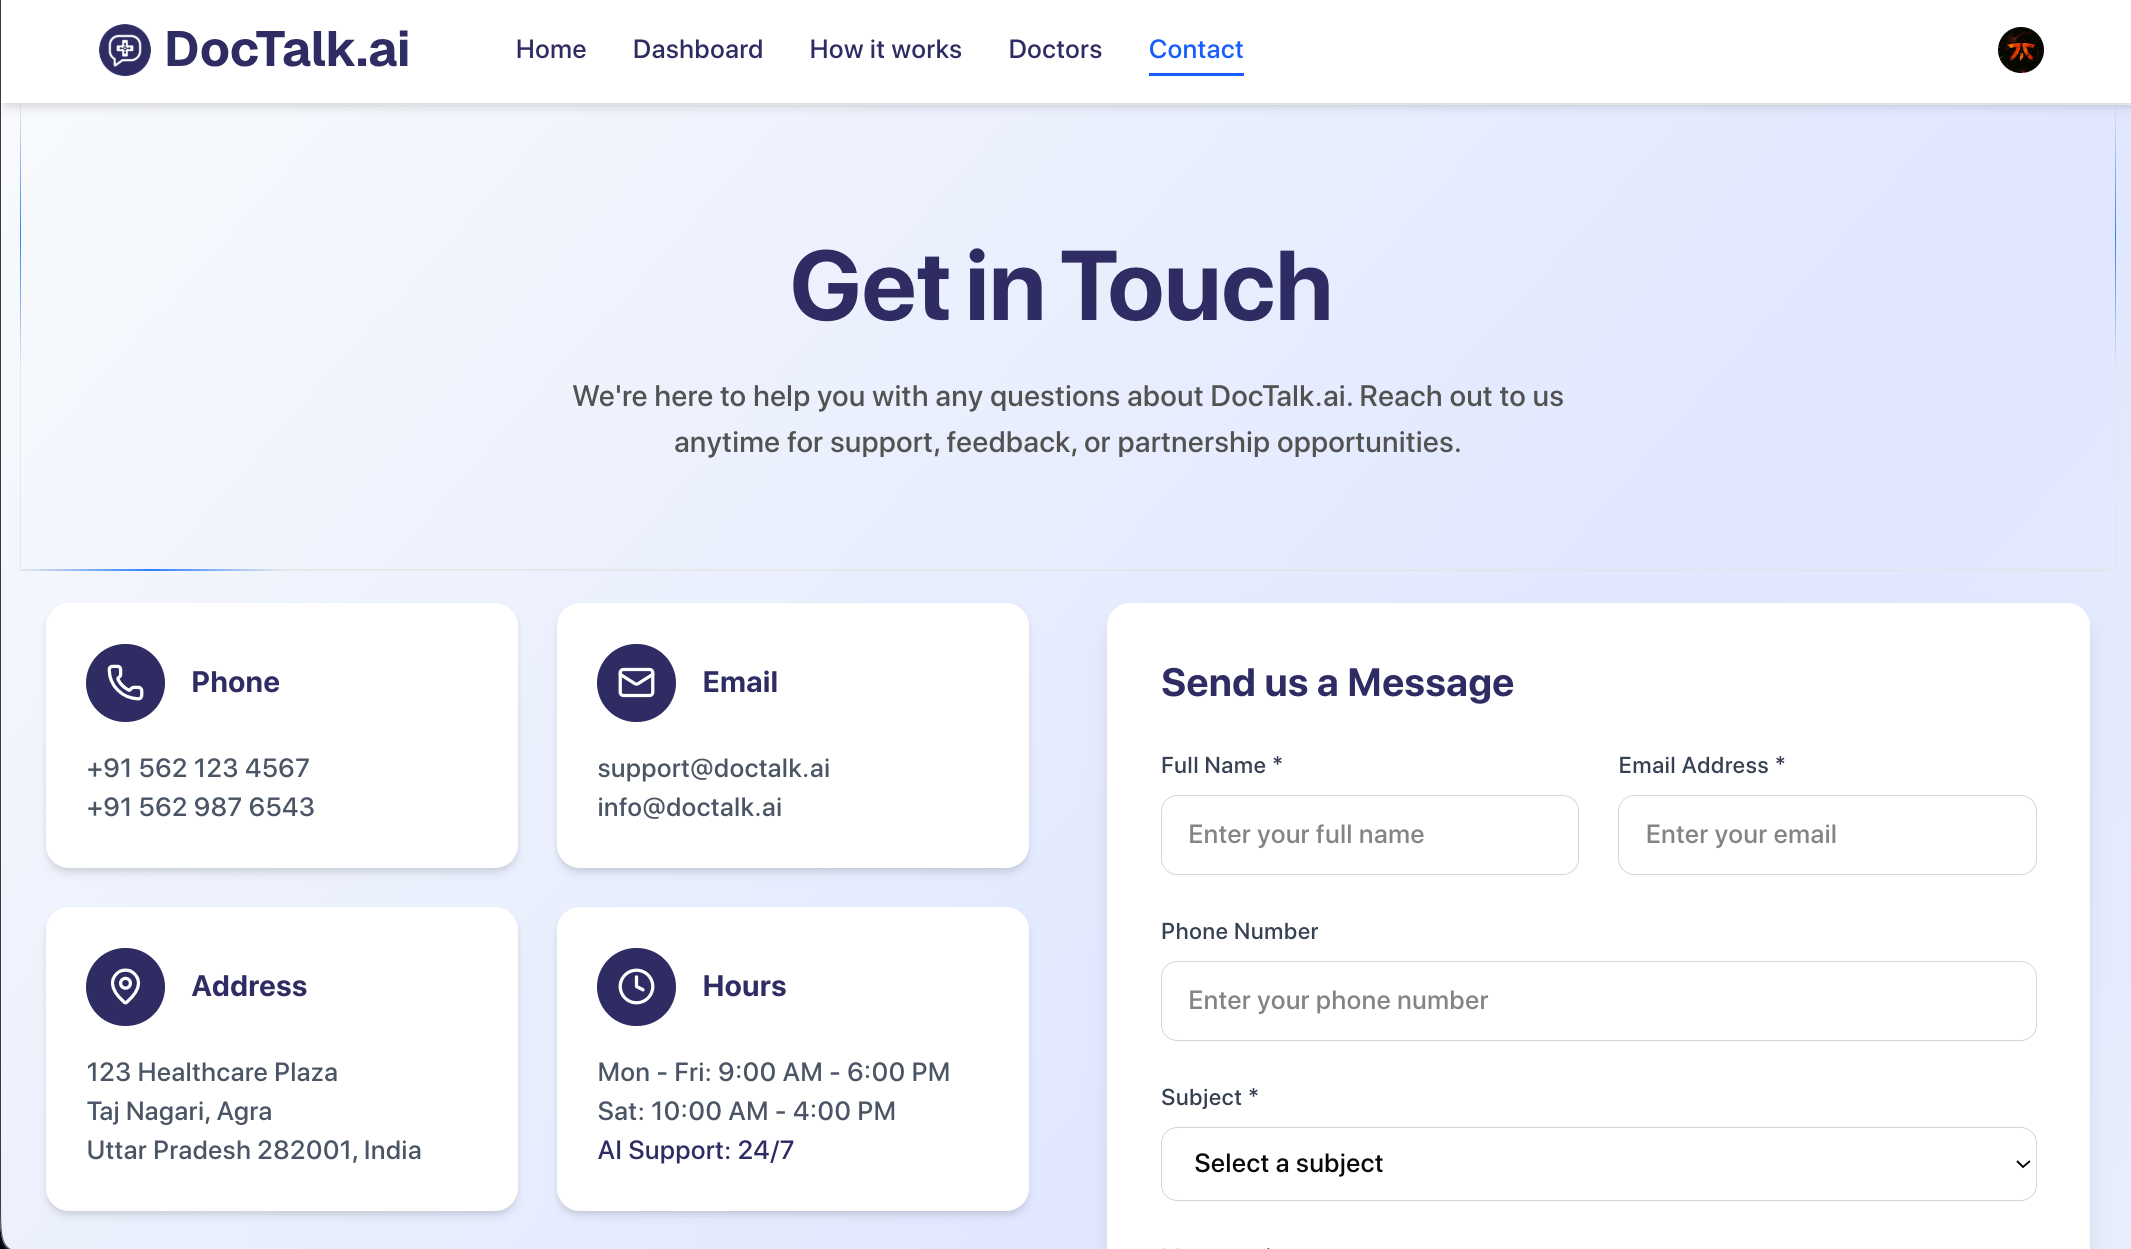 DocTalk.ai
Home
Dashboard
How it works
Doctors
Contact
Get in Touch
We're here to help you with any questions about DocTalk.ai. Reach out to us
anytime for support, feedback, or partnership opportunities.
Phone
+91 562 123 4567
+91 562 987 6543
Email
support@doctalk.ai
info@doctalk.ai
Address
123 Healthcare Plaza
Taj Nagari, Agra
Uttar Pradesh 282001, India
Hours
Mon - Fri: 9:00 AM - 6:00 PM
Sat: 10:00 AM - 4:00 PM
AI Support: 24/7
Send us a Message
Full Name *
Enter your full name
Email Address *
Enter your email
Phone Number
Enter your phone number
Subject *
Select a subject